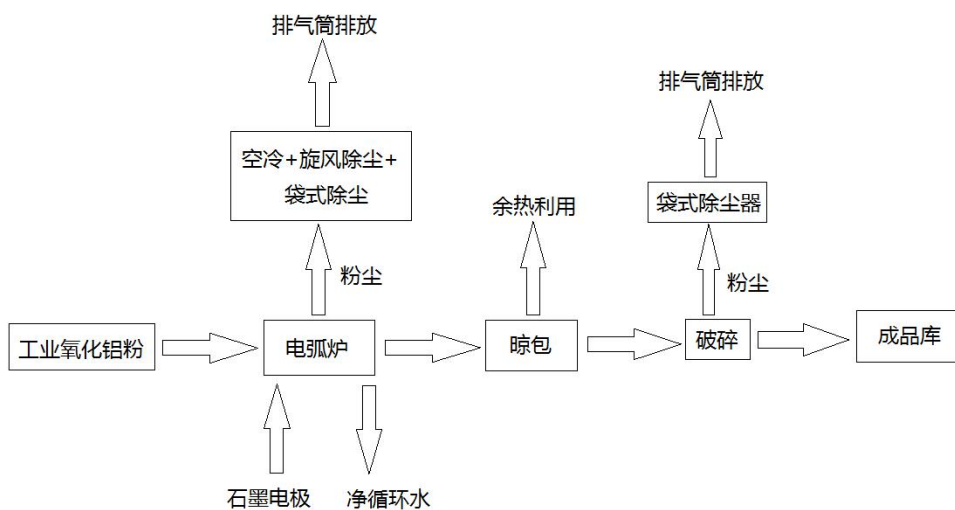 排气筒排放
排气筒排放
空冷+旋风除尘+
袋式除尘
余热利用
袋式除尘器
粉尘
粉尘
工业氧化铝粉
电弧炉
晾包
破碎
成品库
石墨电极
净循环水